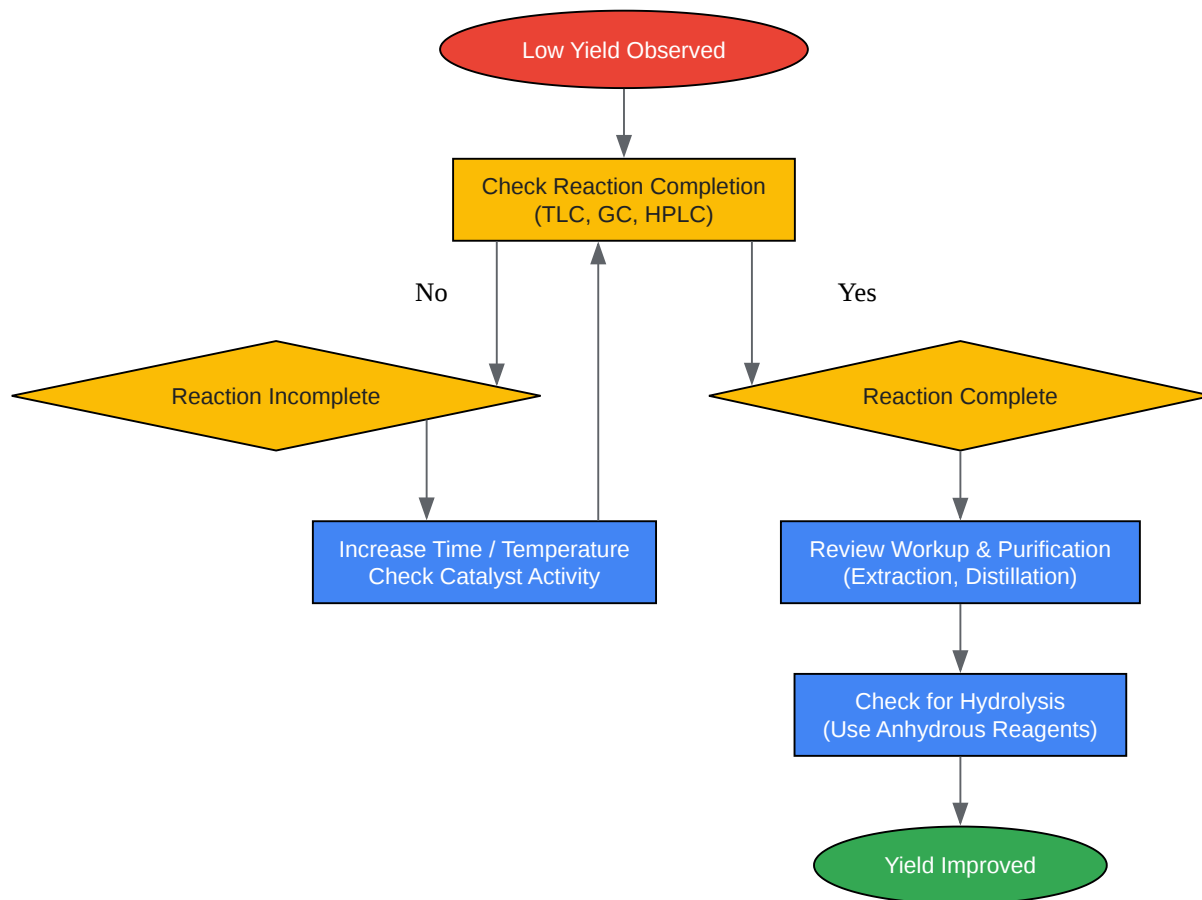 Low Yield Observed
Check Reaction Completion
(TLC, GC, HPLC)
No
Yes
Reaction Incomplete
Reaction Complete
Increase Time / Temperature
Check Catalyst Activity
Review Workup & Purification
(Extraction, Distillation)
Check for Hydrolysis
(Use Anhydrous Reagents)
Yield Improved